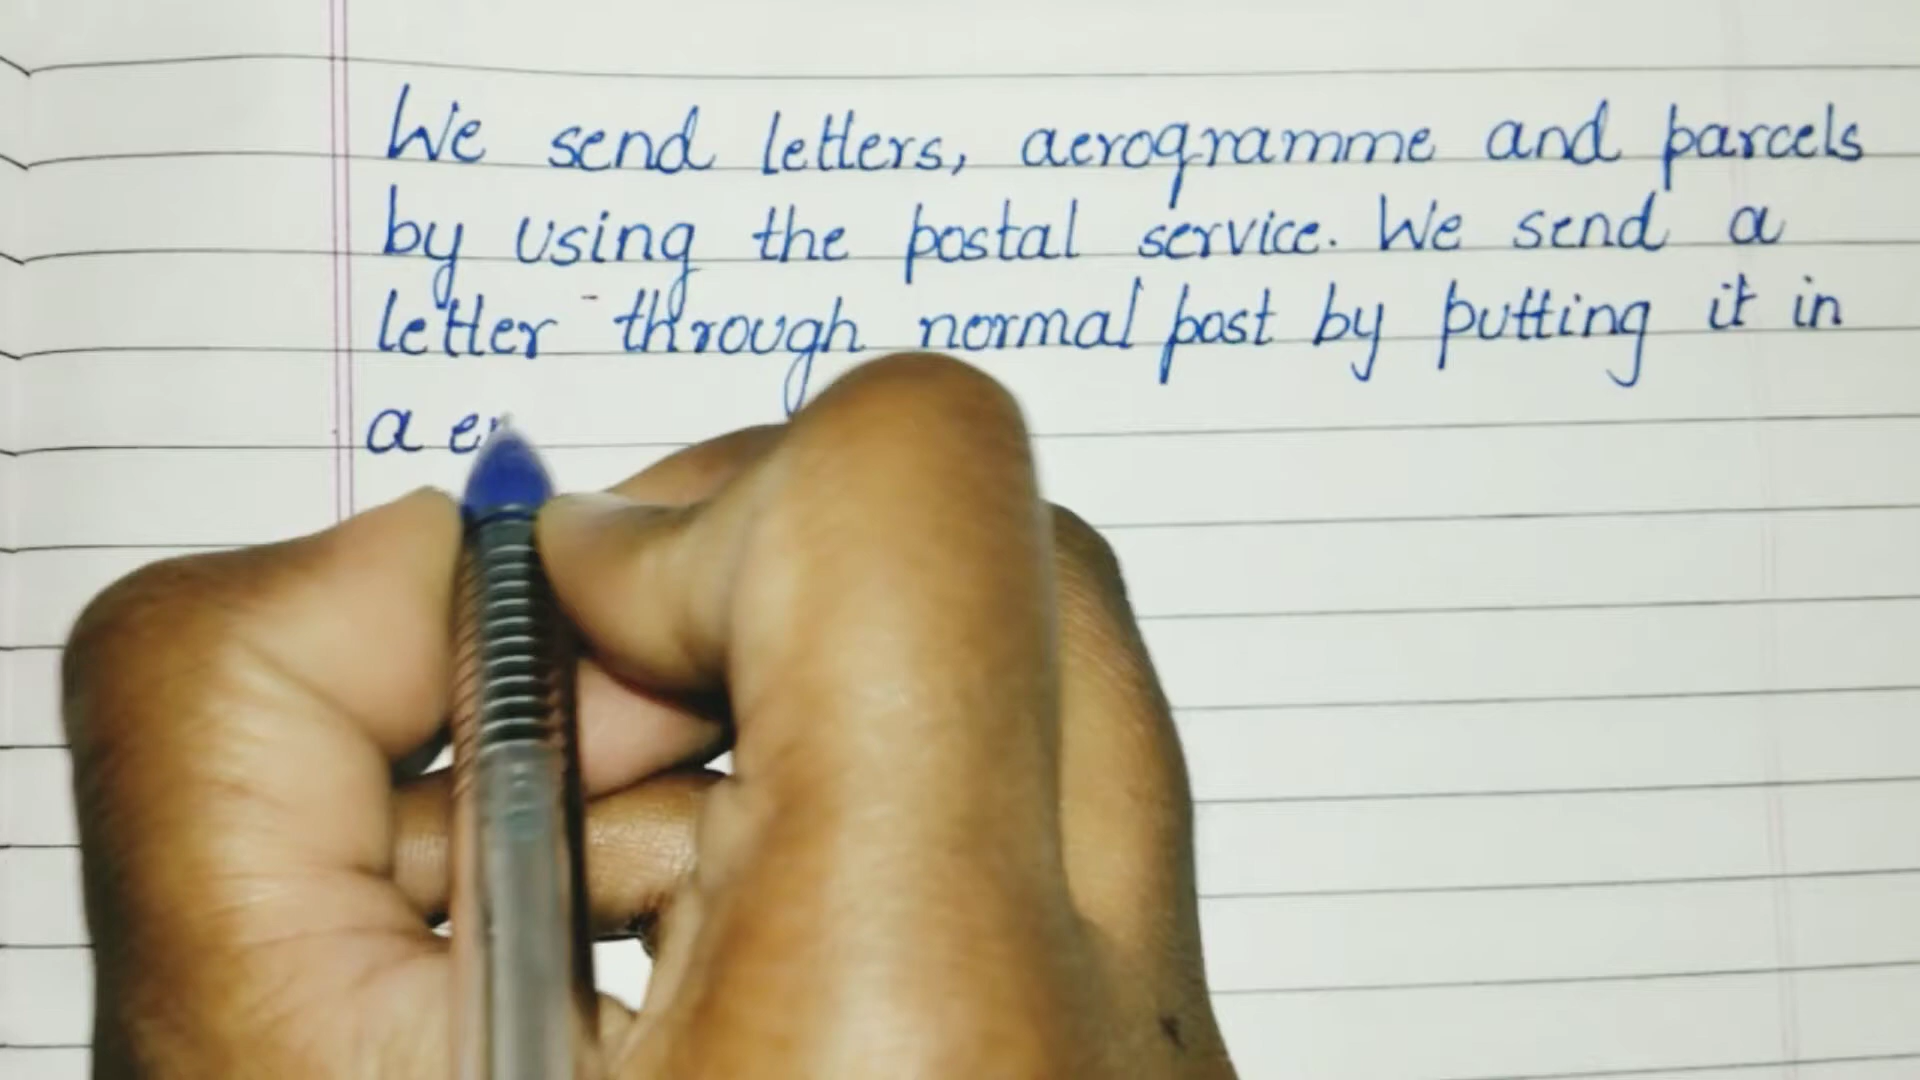 We send letters, aerogramme and parcels
by using the postal service. We send a
letter through normal post by putting it in
a en